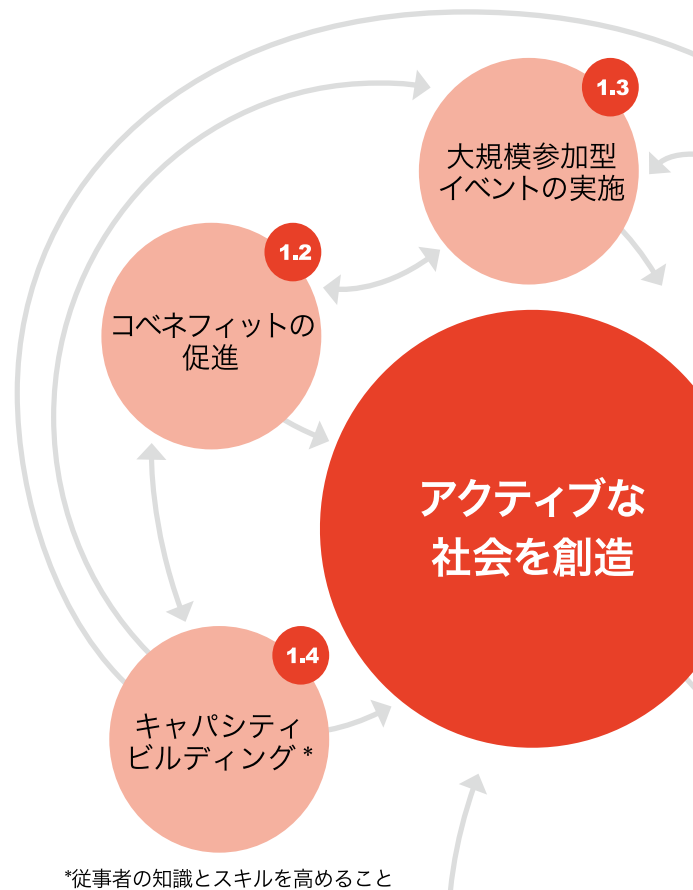 1.3
大規模参加型
イベントの実施
1.2
コベネフィットの
促進
アクティブな
社会を創造
1.4
キャパシティ
ビルディング*
*従事者の知識とスキルを高めること